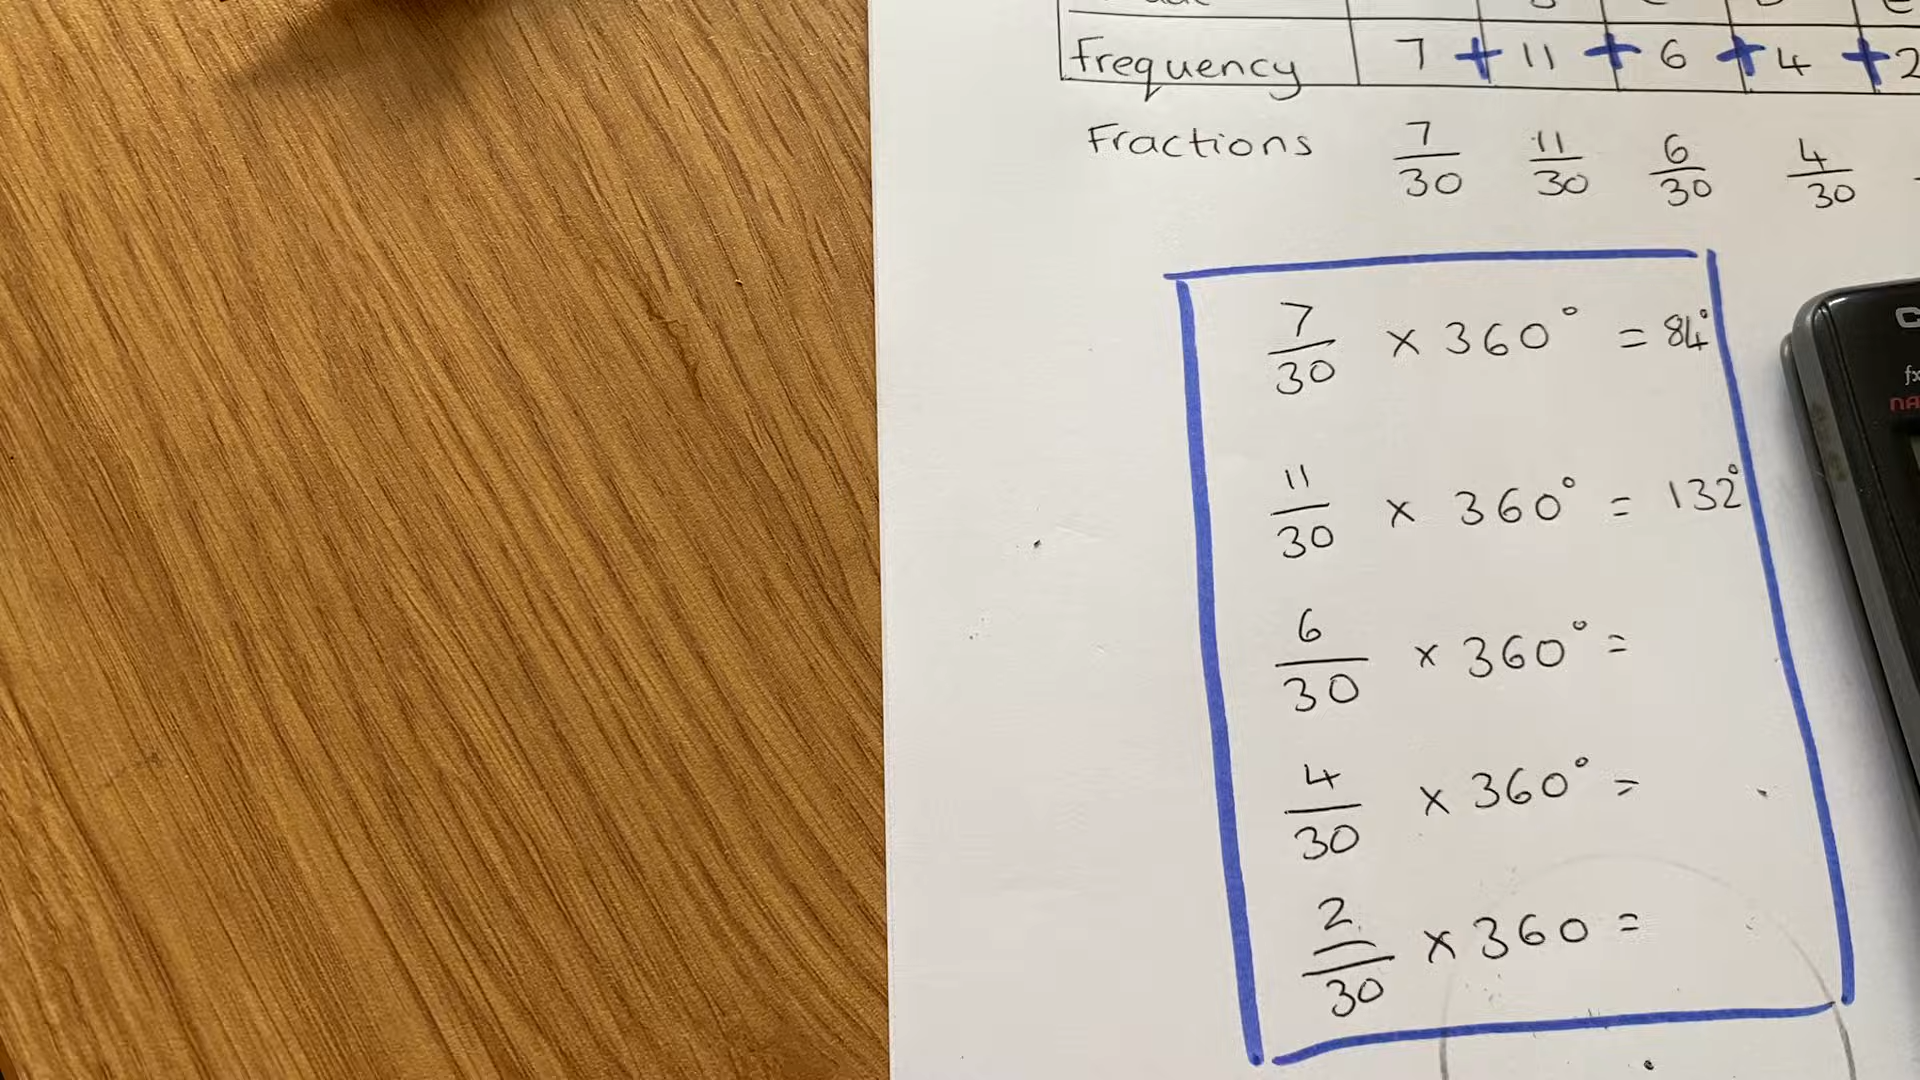 Frequency 7 + 11 + 6 + 4 + 2
Fractions 7/30 11/30 6/30 4/30
7/30 × 360° = 84°
11/30 × 360° = 132°
6/30 × 360° =
4/30 × 360° =
2/30 × 360 =